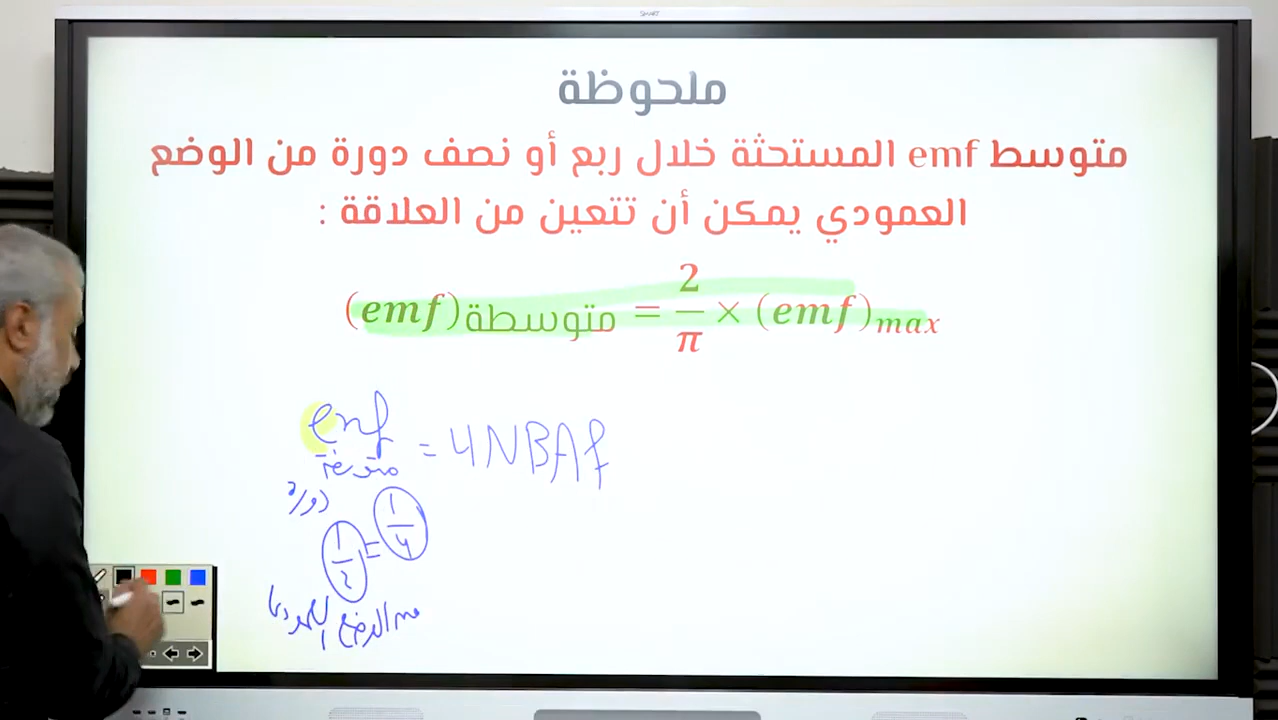 SMART
ملحوظة
متوسط emf المستحثة خلال ربع أو نصف دورة من الوضع
العمودي يمكن أن تتعين من العلاقة :
(emf)متوسطة = 2/π × (emf)max
emf متوسطة = 4NBAf
دورة
1/2 = 1/4
من الوضع العمودي